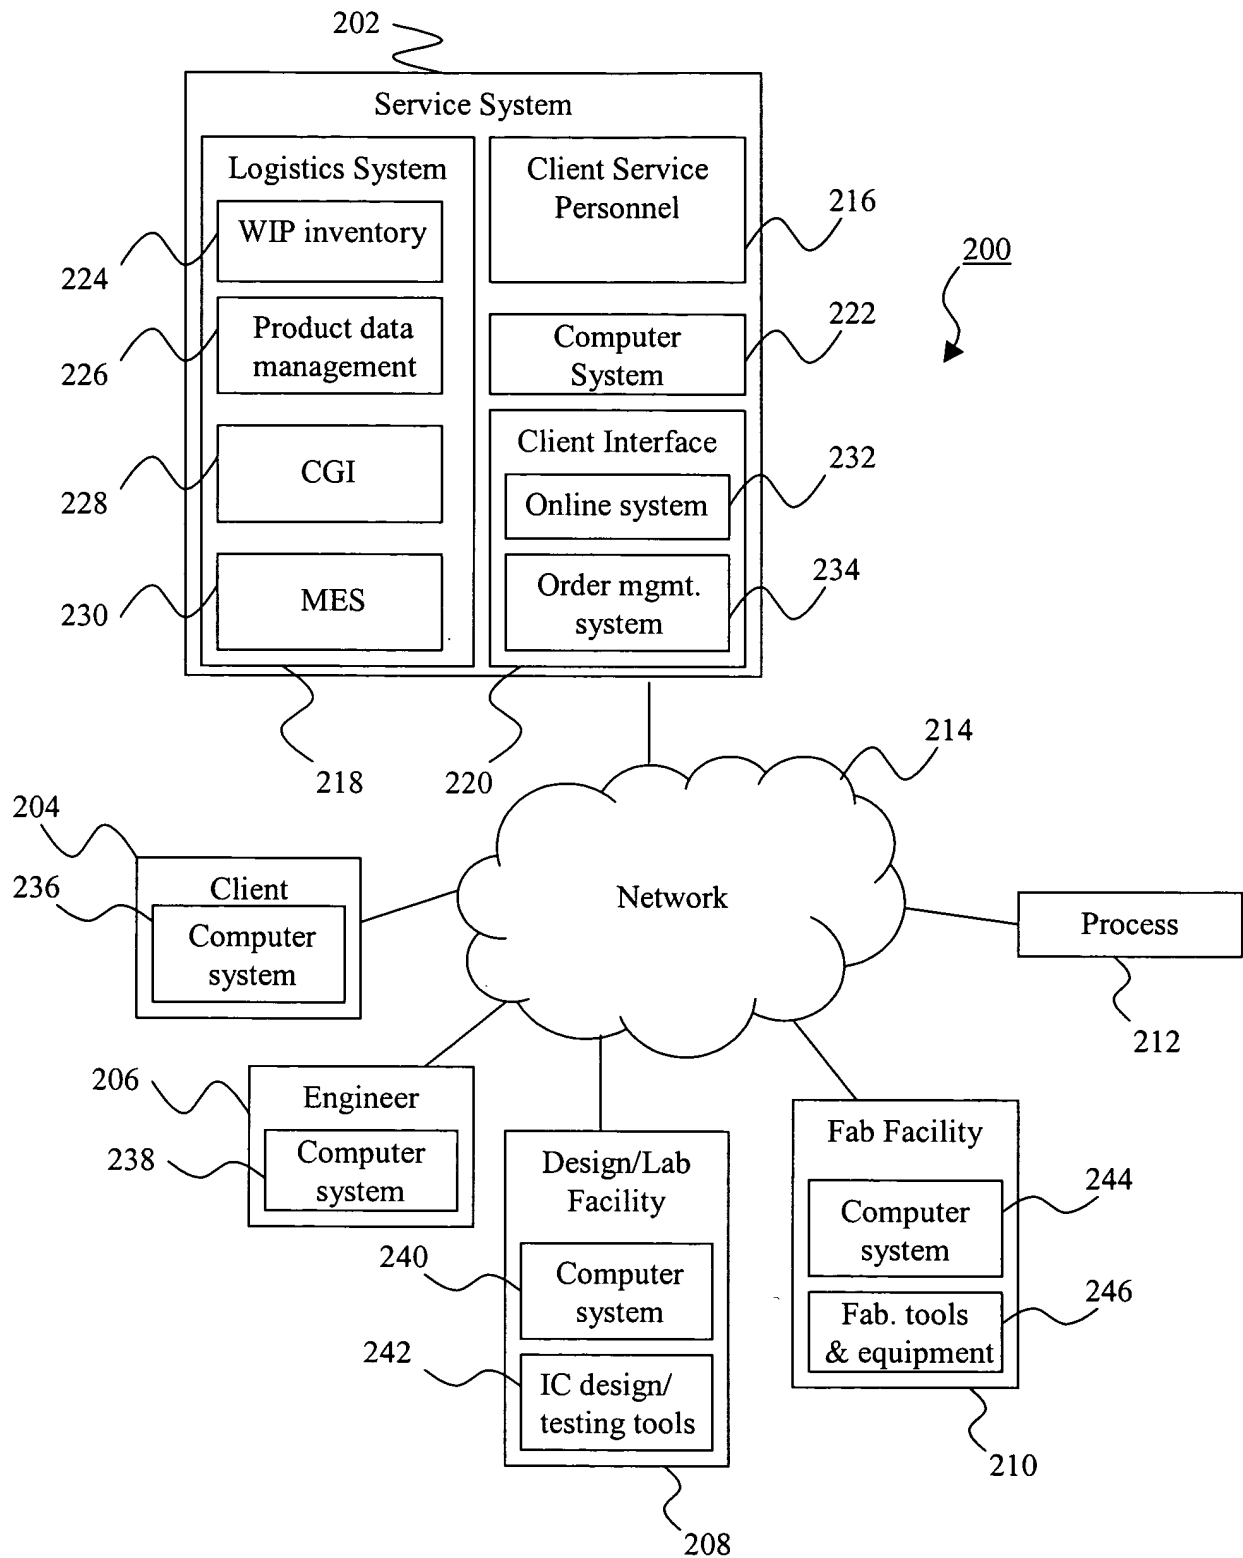 202
Service System
Logistics System
Client Service
Personnel
216
WIP inventory
224
200
Product data
management
226
Computer
System
222
Client Interface
232
CGI
228
Online system
Order mgmt.
system
234
MES
230
218
220
214
204
Client
236
Computer
system
Network
Process
212
206
Engineer
238
Computer
system
Design/Lab
Facility
240
Computer
system
242
IC design/
testing tools
208
Fab Facility
244
Computer
system
246
Fab. tools
& equipment
210